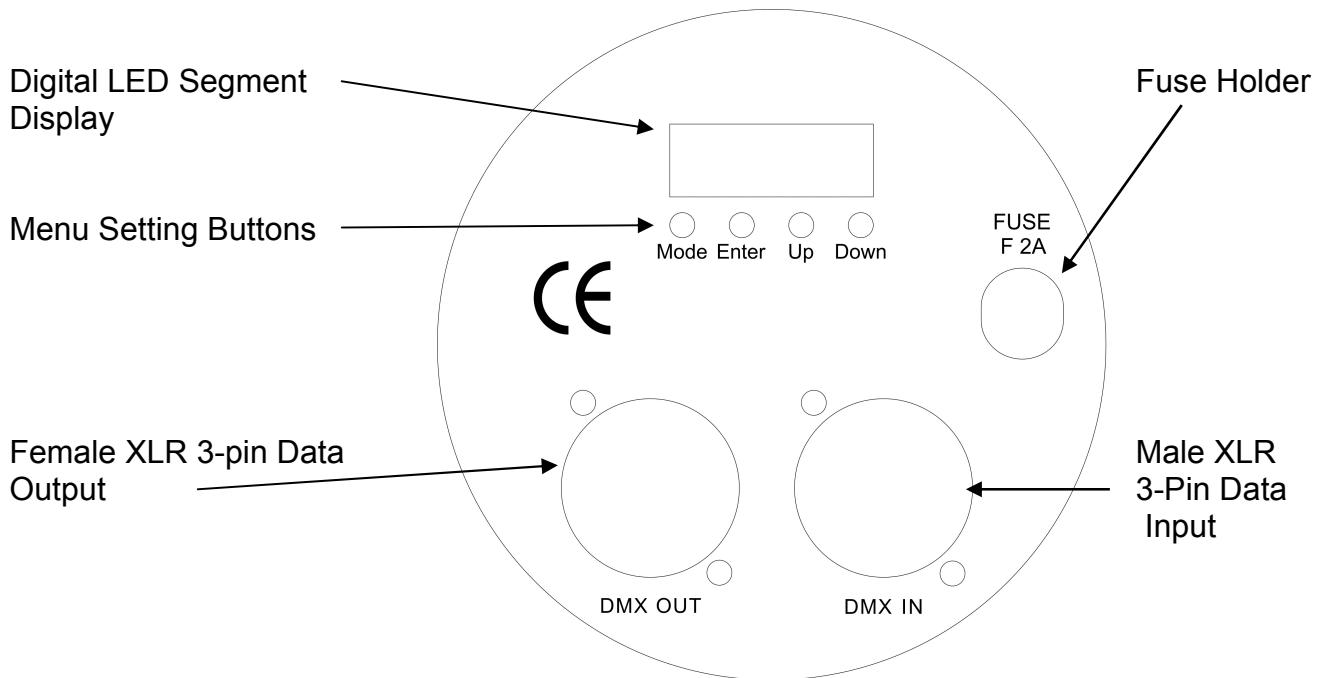 Digital LED Segment
Display
Fuse Holder
Menu Setting Buttons
Mode Enter Up Down
FUSE
F 2A
CE
Female XLR 3-pin Data
Output
Male XLR
3-Pin Data
Input
DMX OUT
DMX IN